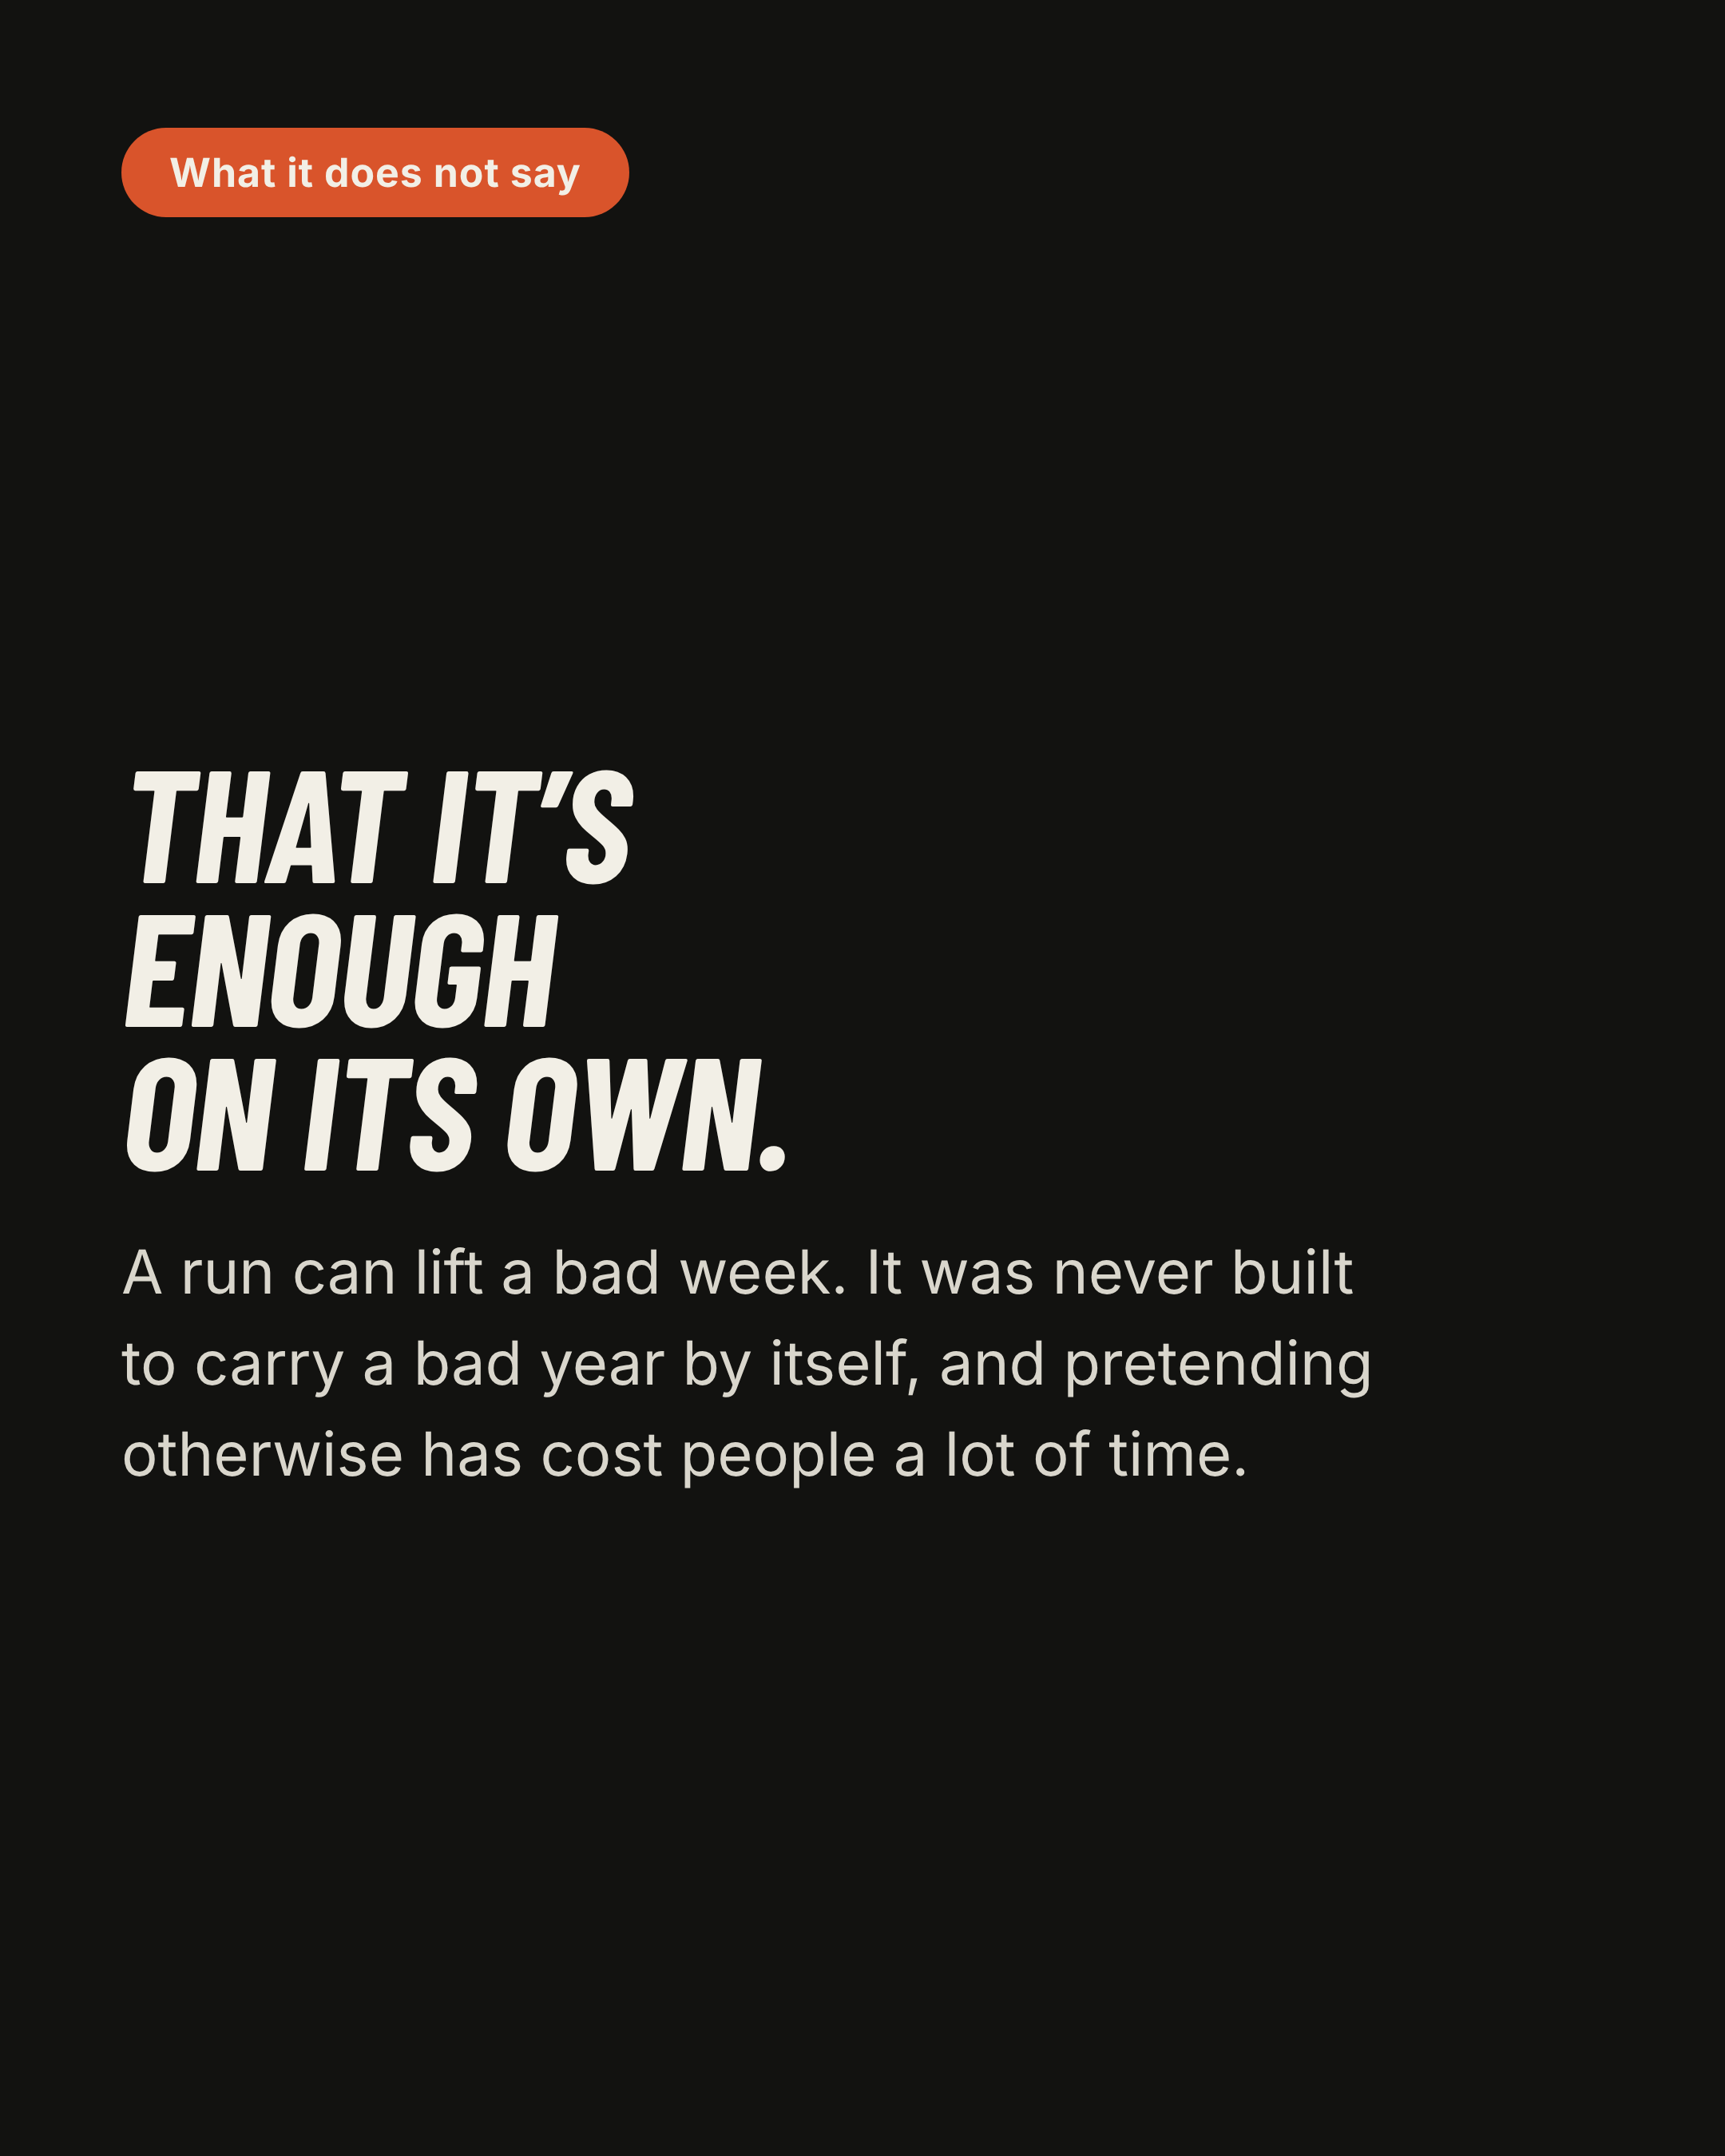 What it does not say
THAT IT’S
ENOUGH
ON ITS OWN.
A run can lift a bad week. It was never built
to carry a bad year by itself, and pretending
otherwise has cost people a lot of time.